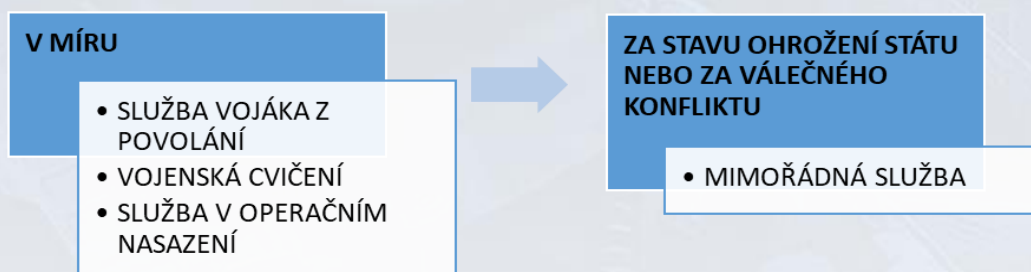 V MÍRU
• SLUŽBA VOJÁKA Z
POVOLÁNÍ
• VOJENSKÁ CVIČENÍ
• SLUŽBA V OPERAČNÍM
NASAZENÍ
ZA STAVU OHROŽENÍ STÁTU
NEBO ZA VÁLEČNÉHO
KONFLIKTU
• MIMOŘÁDNÁ SLUŽBA